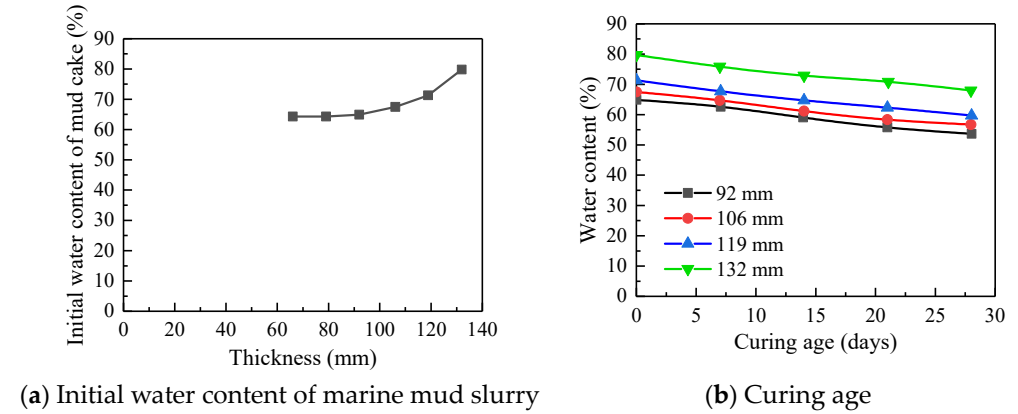 Initial water content of mud cake (%)
90
80
70
60
50
40
30
20
10
0
0 20 40 60 80 100 120 140
Thickness (mm)
(a) Initial water content of marine mud slurry
Water content (%)
90
80
70
60
50
40
30
20
10
0
92 mm
106 mm
119 mm
132 mm
0 5 10 15 20 25 30
Curing age (days)
(b) Curing age